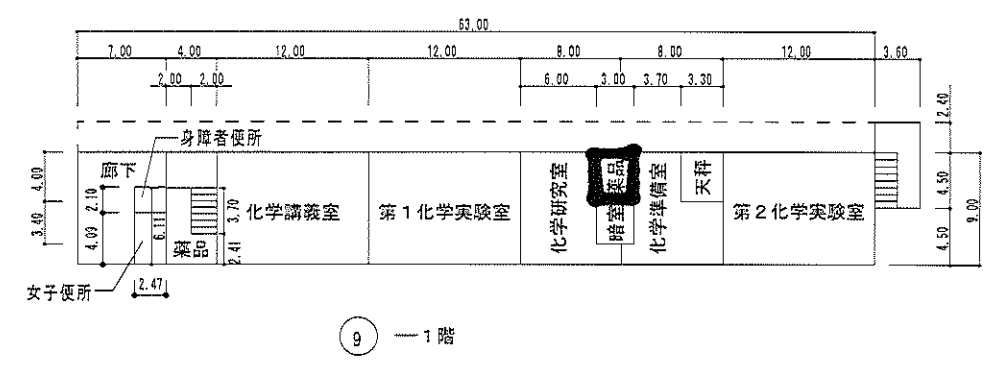 63.00
7.00 4.00 12.00 12.00 8.00 8.00 12.00 3.60
2.00 2.00 6.00 3.00 3.70 3.30
2.40
身障者便所
廊下
4.00
2.10
3.40
4.09
6.11
3.70
2.41
薬品
化学講義室
第1化学実験室
化学研究室
薬品
暗室
化学準備室
天秤
第2化学実験室
4.50
4.50
9.00
女子便所
2.47
9 1階